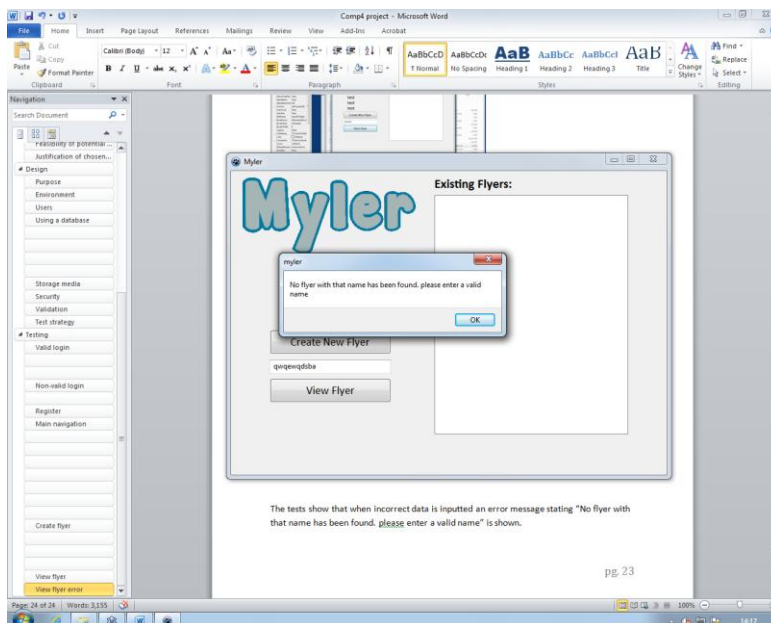 Comp4 project - Microsoft Word
File Home Insert Page Layout References Mailings Review View Add-Ins Acrobat
Cut
Copy
Paste
Format Painter
Clipboard
Calibri (Body) 12
Font
Paragraph
AaBbCcD AaBbCcDc AaB AaBbCc AaBbCcI AaB
¶ Normal No Spacing Heading 1 Heading 2 Heading 3 Title
Change Styles
Styles
Find
Replace
Select
Editing
Navigation
Search Document
Feasibility of potential ...
Justification of chosen...
Design
Purpose
Environment
Users
Using a database
Storage media
Security
Validation
Test strategy
Testing
Valid login
Non-valid login
Register
Main navigation
Create flyer
View flyer
View flyer error
Myler
Myler
Existing Flyers:
myler
No flyer with that name has been found. please enter a valid
name
OK
Create New Flyer
qwqewqdsba
View Flyer
The tests show that when incorrect data is inputted an error message stating “No flyer with
that name has been found. please enter a valid name” is shown.
pg. 23
Page: 24 of 24 Words: 3,155
100%
14:17